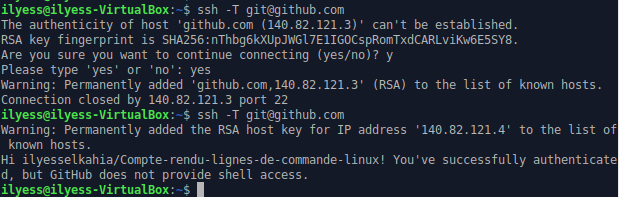 ilyess@ilyess-VirtualBox:~$ ssh -T git@github.com
The authenticity of host 'github.com (140.82.121.3)' can't be established.
RSA key fingerprint is SHA256:nThbg6kXUpJWGl7E1IGOCspRomTxdCARLviKw6E5SY8.
Are you sure you want to continue connecting (yes/no)? y
Please type 'yes' or 'no': yes
Warning: Permanently added 'github.com,140.82.121.3' (RSA) to the list of known hosts.
Connection closed by 140.82.121.3 port 22
ilyess@ilyess-VirtualBox:~$ ssh -T git@github.com
Warning: Permanently added the RSA host key for IP address '140.82.121.4' to the list of
 known hosts.
Hi ilyesselkahia/Compte-rendu-lignes-de-commande-linux! You've successfully authenticate
d, but GitHub does not provide shell access.
ilyess@ilyess-VirtualBox:~$